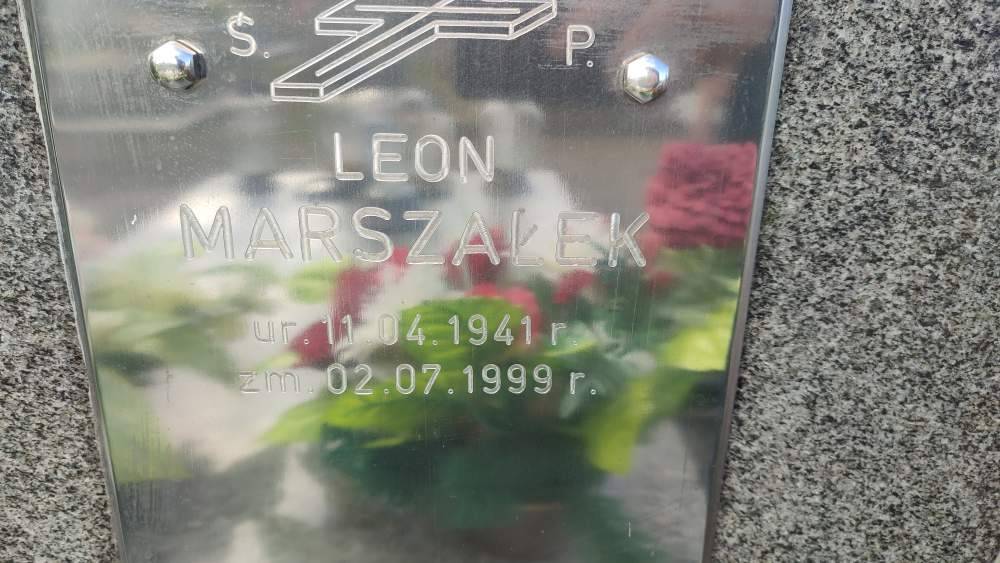 Ś. P.
LEON
MARSZAŁEK
ur. 11.04.1941 r.
zm. 02.07.1999 r.